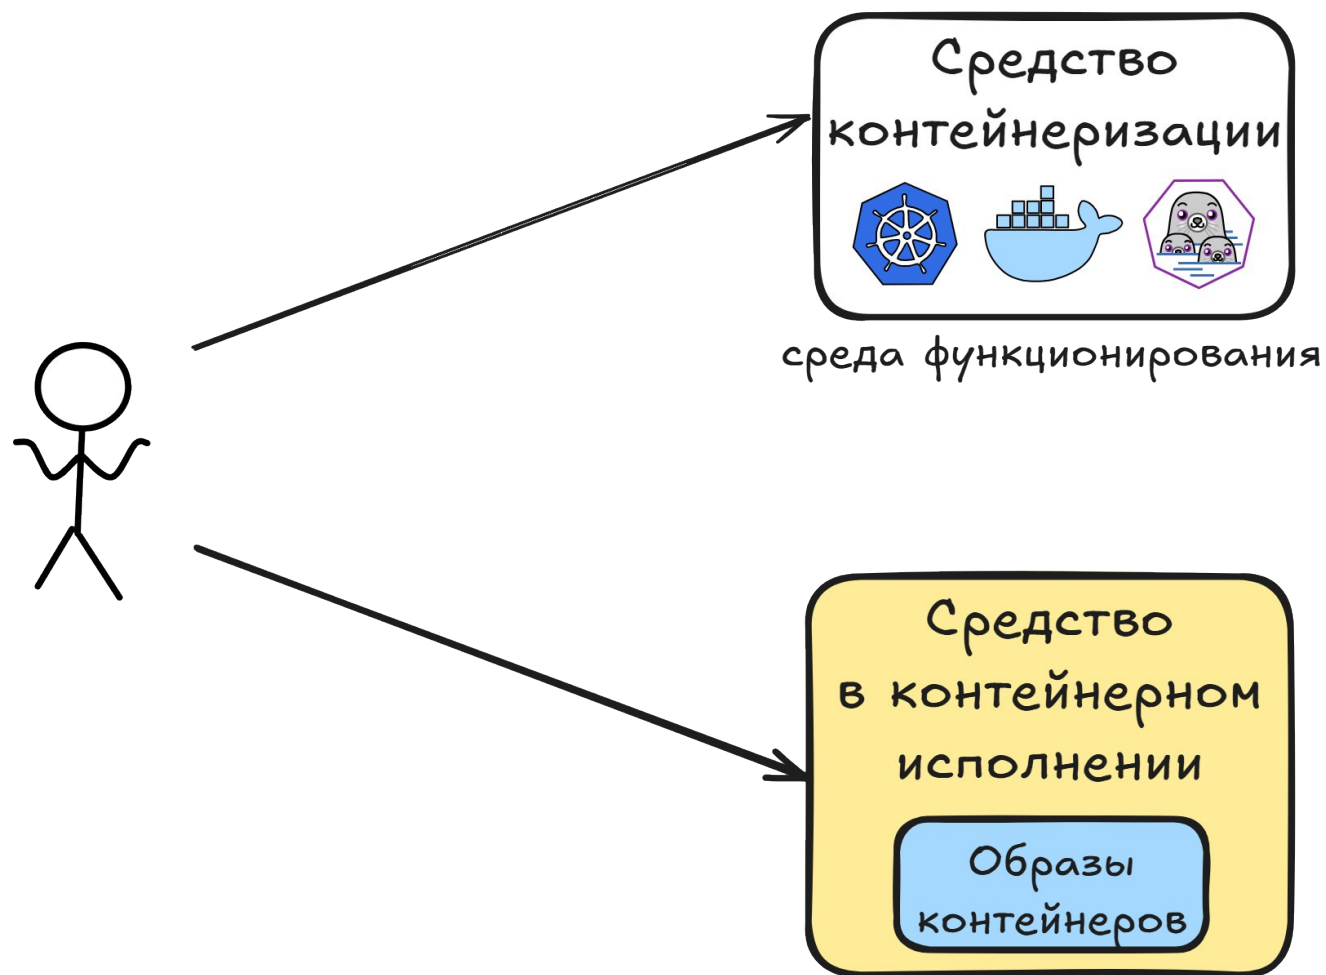 Средство
контейнеризации
среда функционирования
Средство
в контейнерном
исполнении
Образы
контейнеров